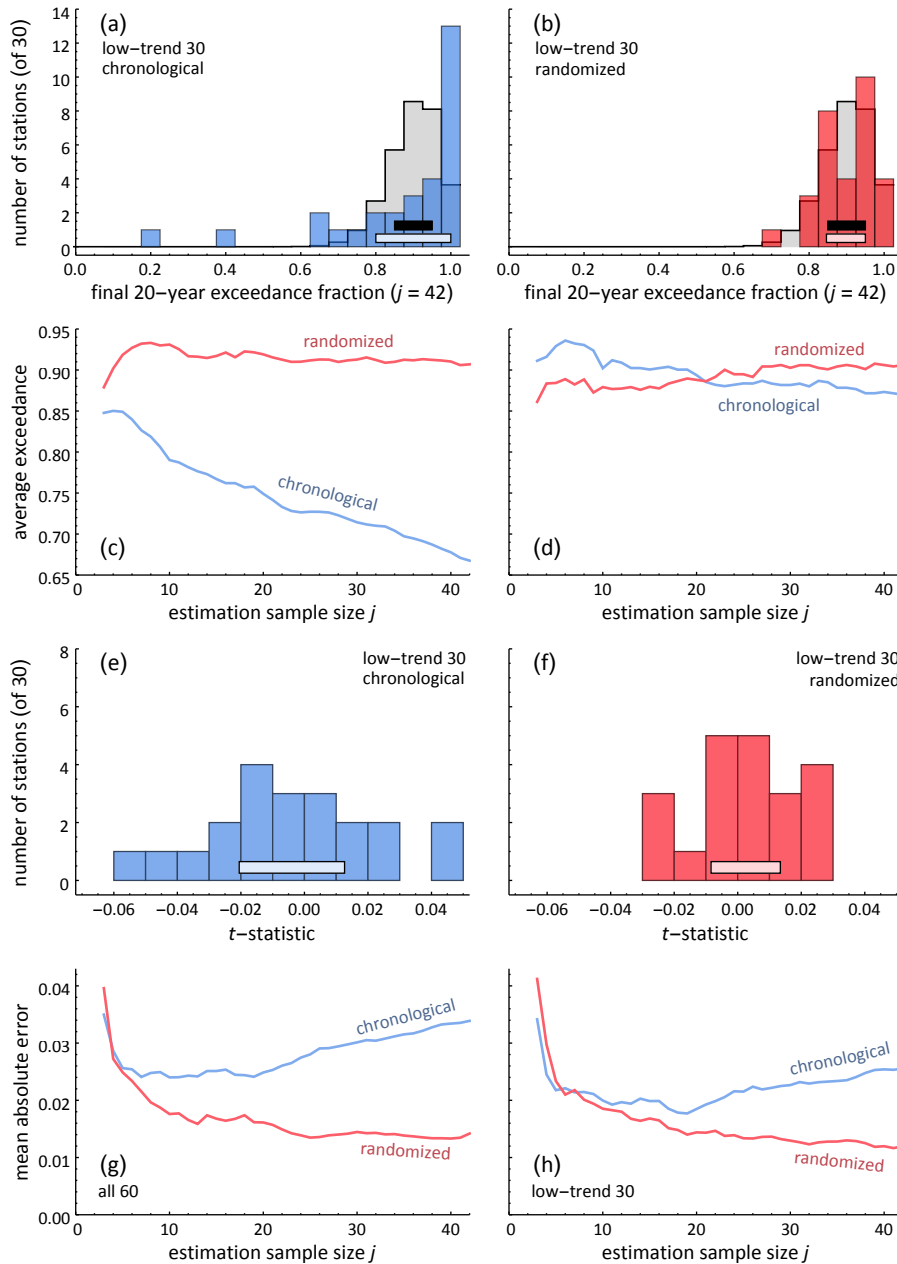 (a)
low−trend 30
chronological
number of stations (of 30)
14
12
10
8
6
4
2
0
0.0
0.2
0.4
0.6
0.8
1.0
final 20−year exceedance fraction (j = 42)
(b)
low−trend 30
randomized
0.0
0.2
0.4
0.6
0.8
1.0
final 20−year exceedance fraction (j = 42)
average exceedance
0.95
0.90
0.85
0.80
0.75
0.70
0.65
randomized
chronological
(c)
0
10
20
30
40
estimation sample size j
randomized
chronological
(d)
0
10
20
30
40
estimation sample size j
number of stations (of 30)
8
6
4
2
0
(e)
low−trend 30
chronological
−0.06
−0.04
−0.02
0.00
0.02
0.04
t−statistic
(f)
low−trend 30
randomized
−0.06
−0.04
−0.02
0.00
0.02
0.04
t−statistic
mean absolute error
0.04
0.03
0.02
0.01
0.00
chronological
randomized
(g)
all 60
0
10
20
30
40
estimation sample size j
chronological
randomized
(h)
low−trend 30
0
10
20
30
40
estimation sample size j